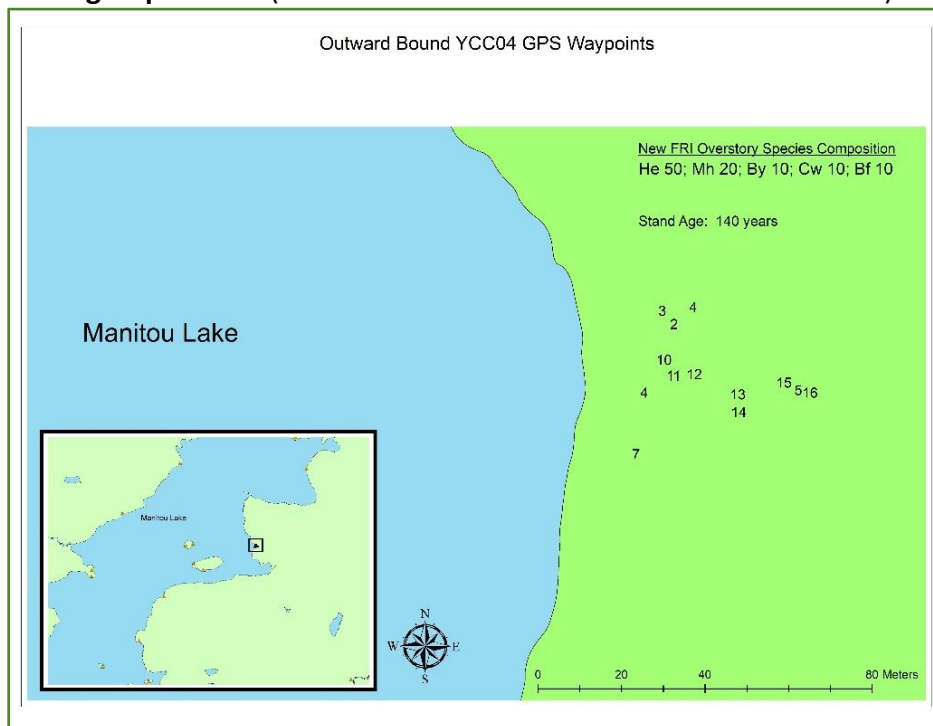 Outward Bound YCC04 GPS Waypoints
New FRI Overstory Species Composition
He 50; Mh 20; By 10; Cw 10; Bf 10
Stand Age: 140 years
3 4
2
Manitou Lake
10
11 12
15
4 13 5 16
14
7
Manitou Lake
N
W E
S
0 20 40 80 Meters